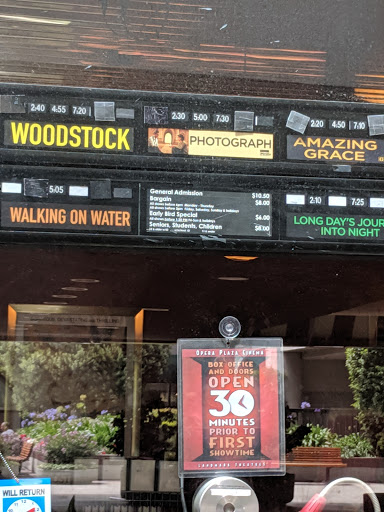 2:40 4:55 7:20
2:30 5:00 7:30
2:20 4:50 7:10
WOODSTOCK
PHOTOGRAPH
AMAZING
GRACE
5:05
2:10 7:25
WALKING ON WATER
General Admission $10.50
Bargain $8.00
Early Bird Special $6.00
Seniors, Students, Children $8.00
LONG DAY'S JOUR
INTO NIGHT
OPERA PLAZA CINEMA
BOX OFFICE
AND DOORS
OPEN
30
MINUTES
PRIOR TO
FIRST
SHOWTIME
LANDMARK THEATRES
WILL RETURN